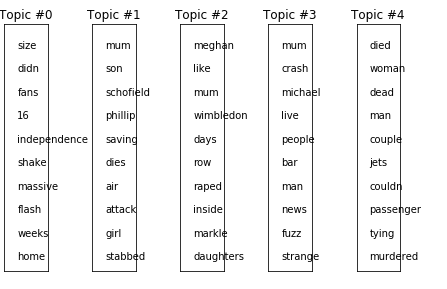 Topic #0 Topic #1 Topic #2 Topic #3 Topic #4
size mum meghan mum died
didn son like crash woman
fans schofield mum michael dead
16 phillip wimbledon live man
independence saving days people couple
shake dies row bar jets
massive air raped man couldn
flash attack inside news passenger
weeks girl markle fuzz tying
home stabbed daughters strange murdered